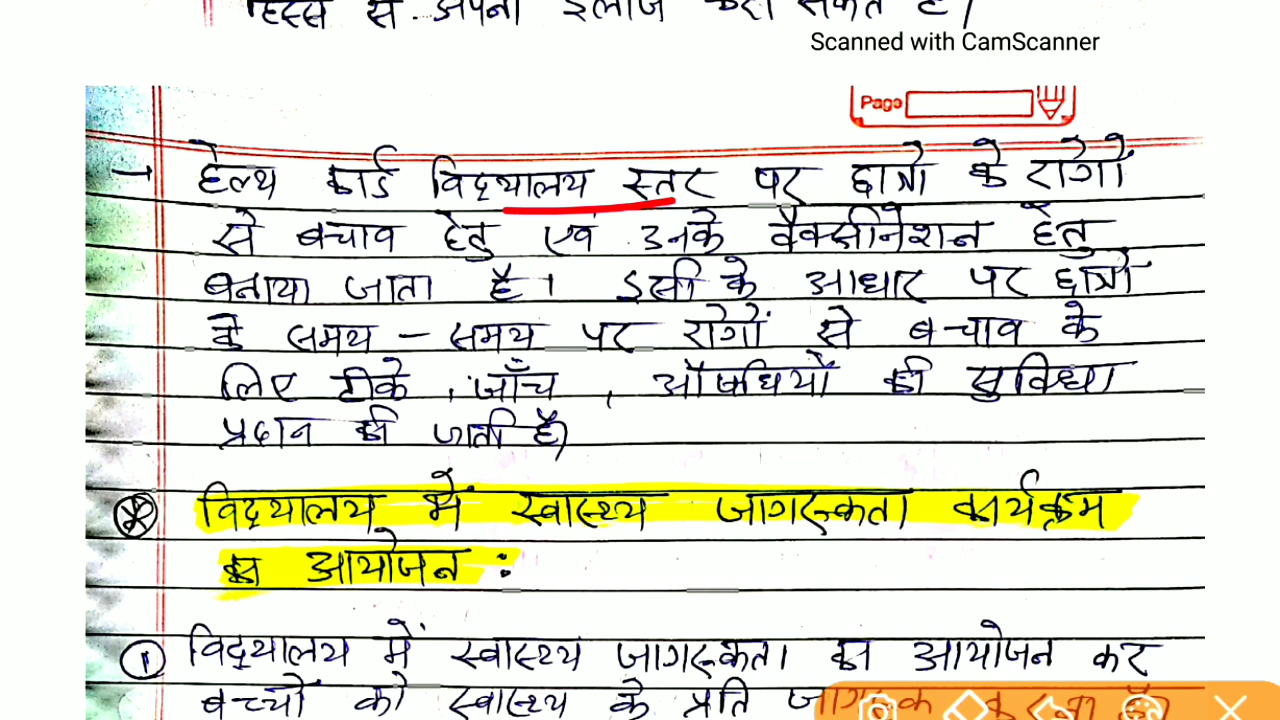 हिस्से से अपना इलाज करा सकते है।
Scanned with CamScanner
Page
→ हेल्थ कार्ड विद्यालय स्तर पर छात्रो के रोगों
से बचाव हेतु एवं उनके वैक्सीनेशन हेतु
बनाया जाता है। इसी के आधार पर छात्रों
के समय - समय पर रोगों से बचाव के
लिए टीके, जाँच, औषधियों की सुविधा
प्रदान की जाती है।
विद्यालय में स्वास्थ्य जागरूकता कार्यक्रम
का आयोजन :
① विद्यालय में स्वास्थ्य जागरूकता का आयोजन कर
बच्चों को स्वास्थ्य के प्रति जागरूक